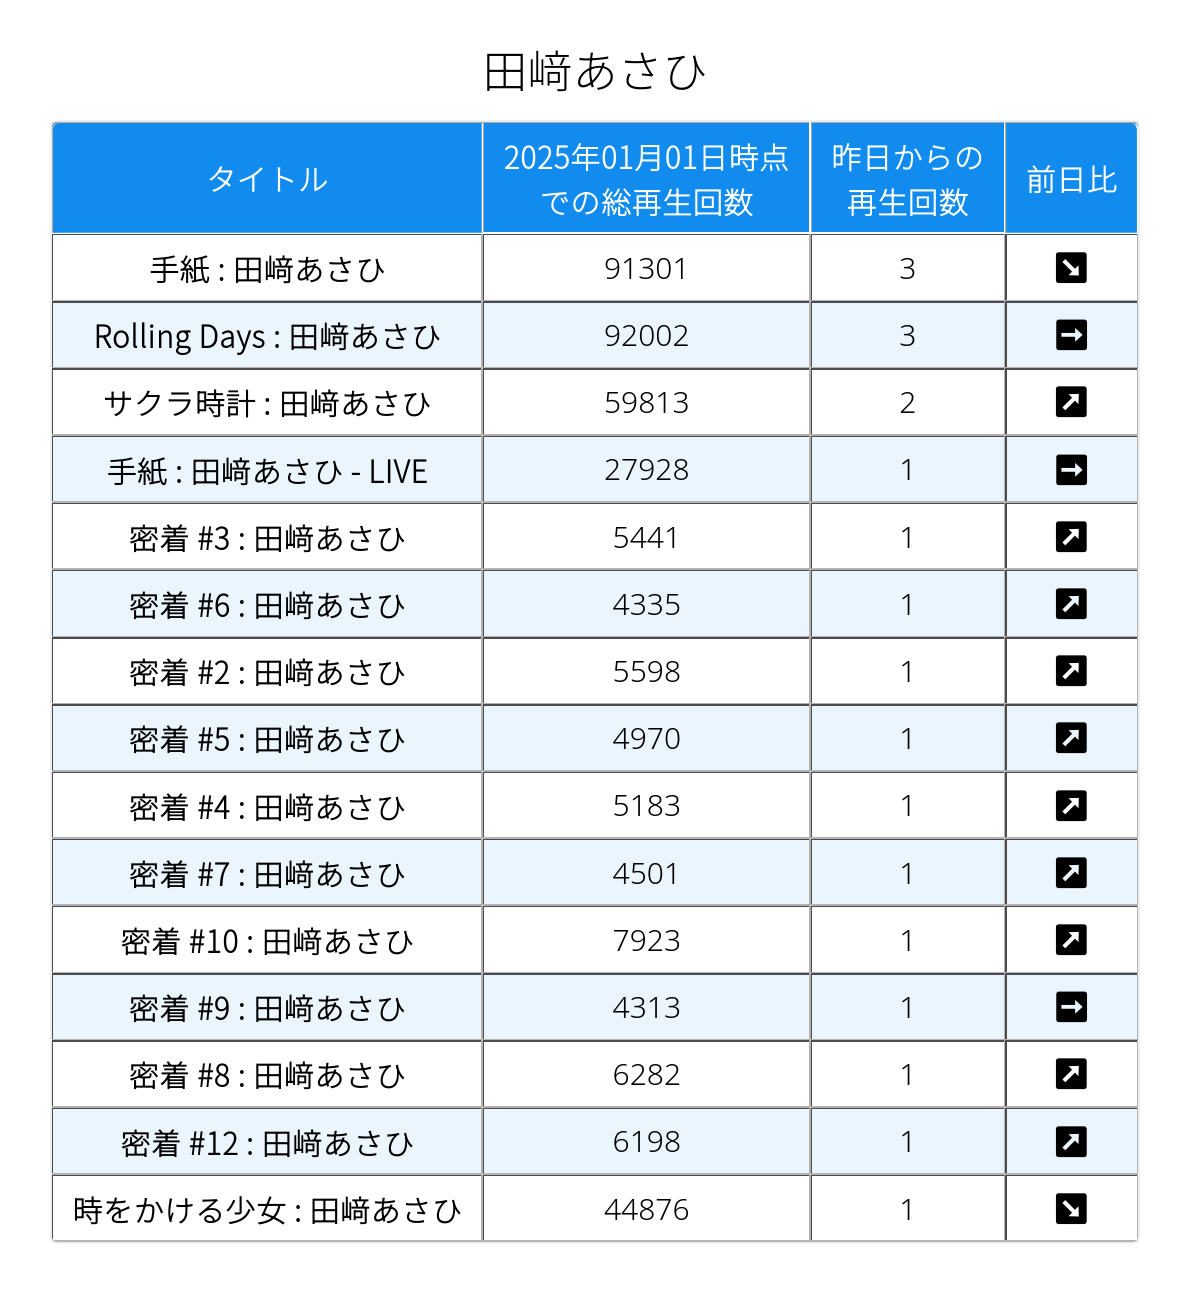 田﨑あさひ
タイトル 2025年01月01日時点での総再生回数 昨日からの再生回数 前日比
手紙 : 田﨑あさひ 91301 3 ↘
Rolling Days : 田﨑あさひ 92002 3 →
サクラ時計 : 田﨑あさひ 59813 2 ↗
手紙 : 田﨑あさひ - LIVE 27928 1 →
密着 #3 : 田﨑あさひ 5441 1 ↗
密着 #6 : 田﨑あさひ 4335 1 ↗
密着 #2 : 田﨑あさひ 5598 1 ↗
密着 #5 : 田﨑あさひ 4970 1 ↗
密着 #4 : 田﨑あさひ 5183 1 ↗
密着 #7 : 田﨑あさひ 4501 1 ↗
密着 #10 : 田﨑あさひ 7923 1 ↗
密着 #9 : 田﨑あさひ 4313 1 →
密着 #8 : 田﨑あさひ 6282 1 ↗
密着 #12 : 田﨑あさひ 6198 1 ↗
時をかける少女 : 田﨑あさひ 44876 1 ↘